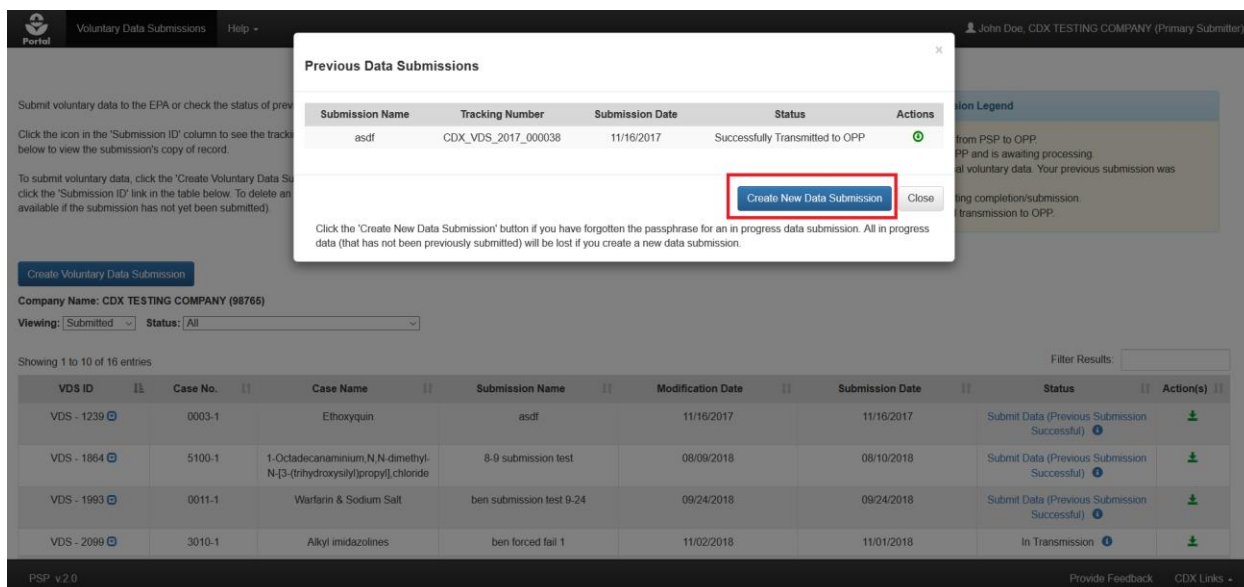 Portal
Voluntary Data Submissions
Help
John Doe, CDX TESTING COMPANY (Primary Submitter)
×
Previous Data Submissions
Submission Name Tracking Number Submission Date Status Actions
asdf CDX_VDS_2017_000038 11/16/2017 Successfully Transmitted to OPP
Create New Data Submission Close
Click the 'Create New Data Submission' button if you have forgotten the passphrase for an in progress data submission. All in progress
data (that has not been previously submitted) will be lost if you create a new data submission.
Submit voluntary data to the EPA or check the status of prev
Click the icon in the 'Submission ID' column to see the tracki
below to view the submission's copy of record.
To submit voluntary data, click the 'Create Voluntary Data Su
click the 'Submission ID' link in the table below. To delete an
available if the submission has not yet been submitted).
sion Legend
from PSP to OPP.
PP and is awaiting processing.
al voluntary data. Your previous submission was
ting completion/submission.
transmission to OPP.
Create Voluntary Data Submission
Company Name: CDX TESTING COMPANY (98765)
Viewing: Submitted Status: All
Showing 1 to 10 of 16 entries
Filter Results:
VDS ID Case No. Case Name Submission Name Modification Date Submission Date Status Action(s)
VDS - 1239 0003-1 Ethoxyquin asdf 11/16/2017 11/16/2017 Submit Data (Previous Submission
Successful)
VDS - 1864 5100-1 1-Octadecanaminium,N,N-dimethyl- 8-9 submission test 08/09/2018 08/10/2018 Submit Data (Previous Submission
N-[3-(trihydroxysilyl)propyl],chloride Successful)
VDS - 1993 0011-1 Warfarin & Sodium Salt ben submission test 9-24 09/24/2018 09/24/2018 Submit Data (Previous Submission
Successful)
VDS - 2099 3010-1 Alkyl imidazolines ben forced fail 1 11/02/2018 11/01/2018 In Transmission
PSP v.2.0
Provide Feedback CDX Links